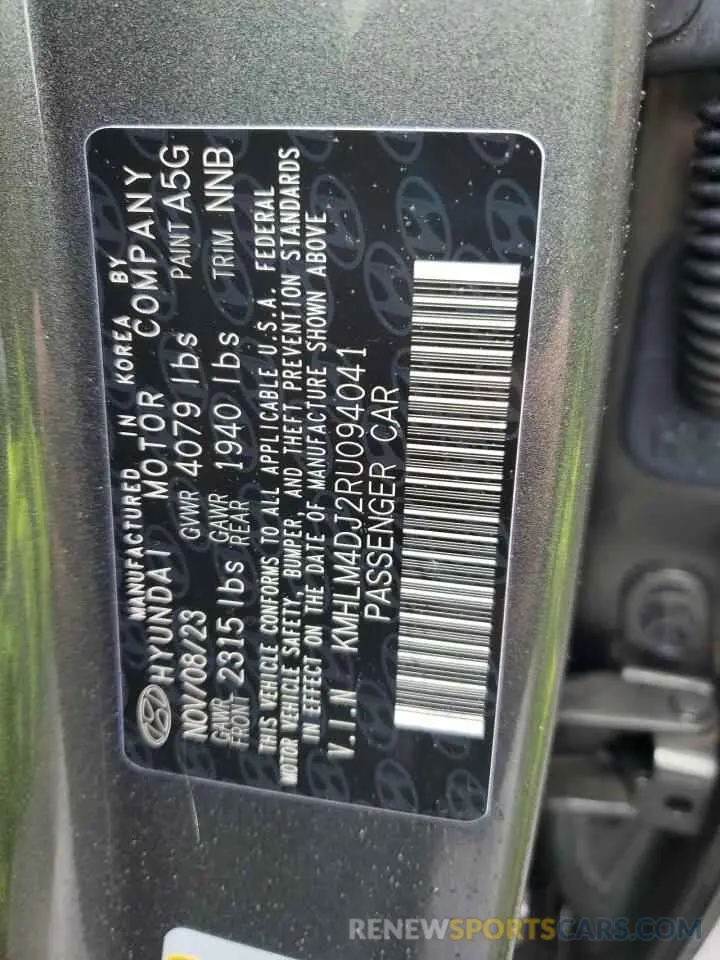 MANUFACTURED IN KOREA BY
HYUNDAI MOTOR COMPANY
NOV/08/23 GVWR 4079 lbs PAINT A5G
GAWR FRONT 2315 lbs GAWR REAR 1940 lbs TRIM NNB
THIS VEHICLE CONFORMS TO ALL APPLICABLE U.S.A. FEDERAL
MOTOR VEHICLE SAFETY, BUMPER, AND THEFT PREVENTION STANDARDS
IN EFFECT ON THE DATE OF MANUFACTURE SHOWN ABOVE
V.I.N KMHLM4DJ2RU094041
PASSENGER CAR
RENEWSPORTSCARS.COM